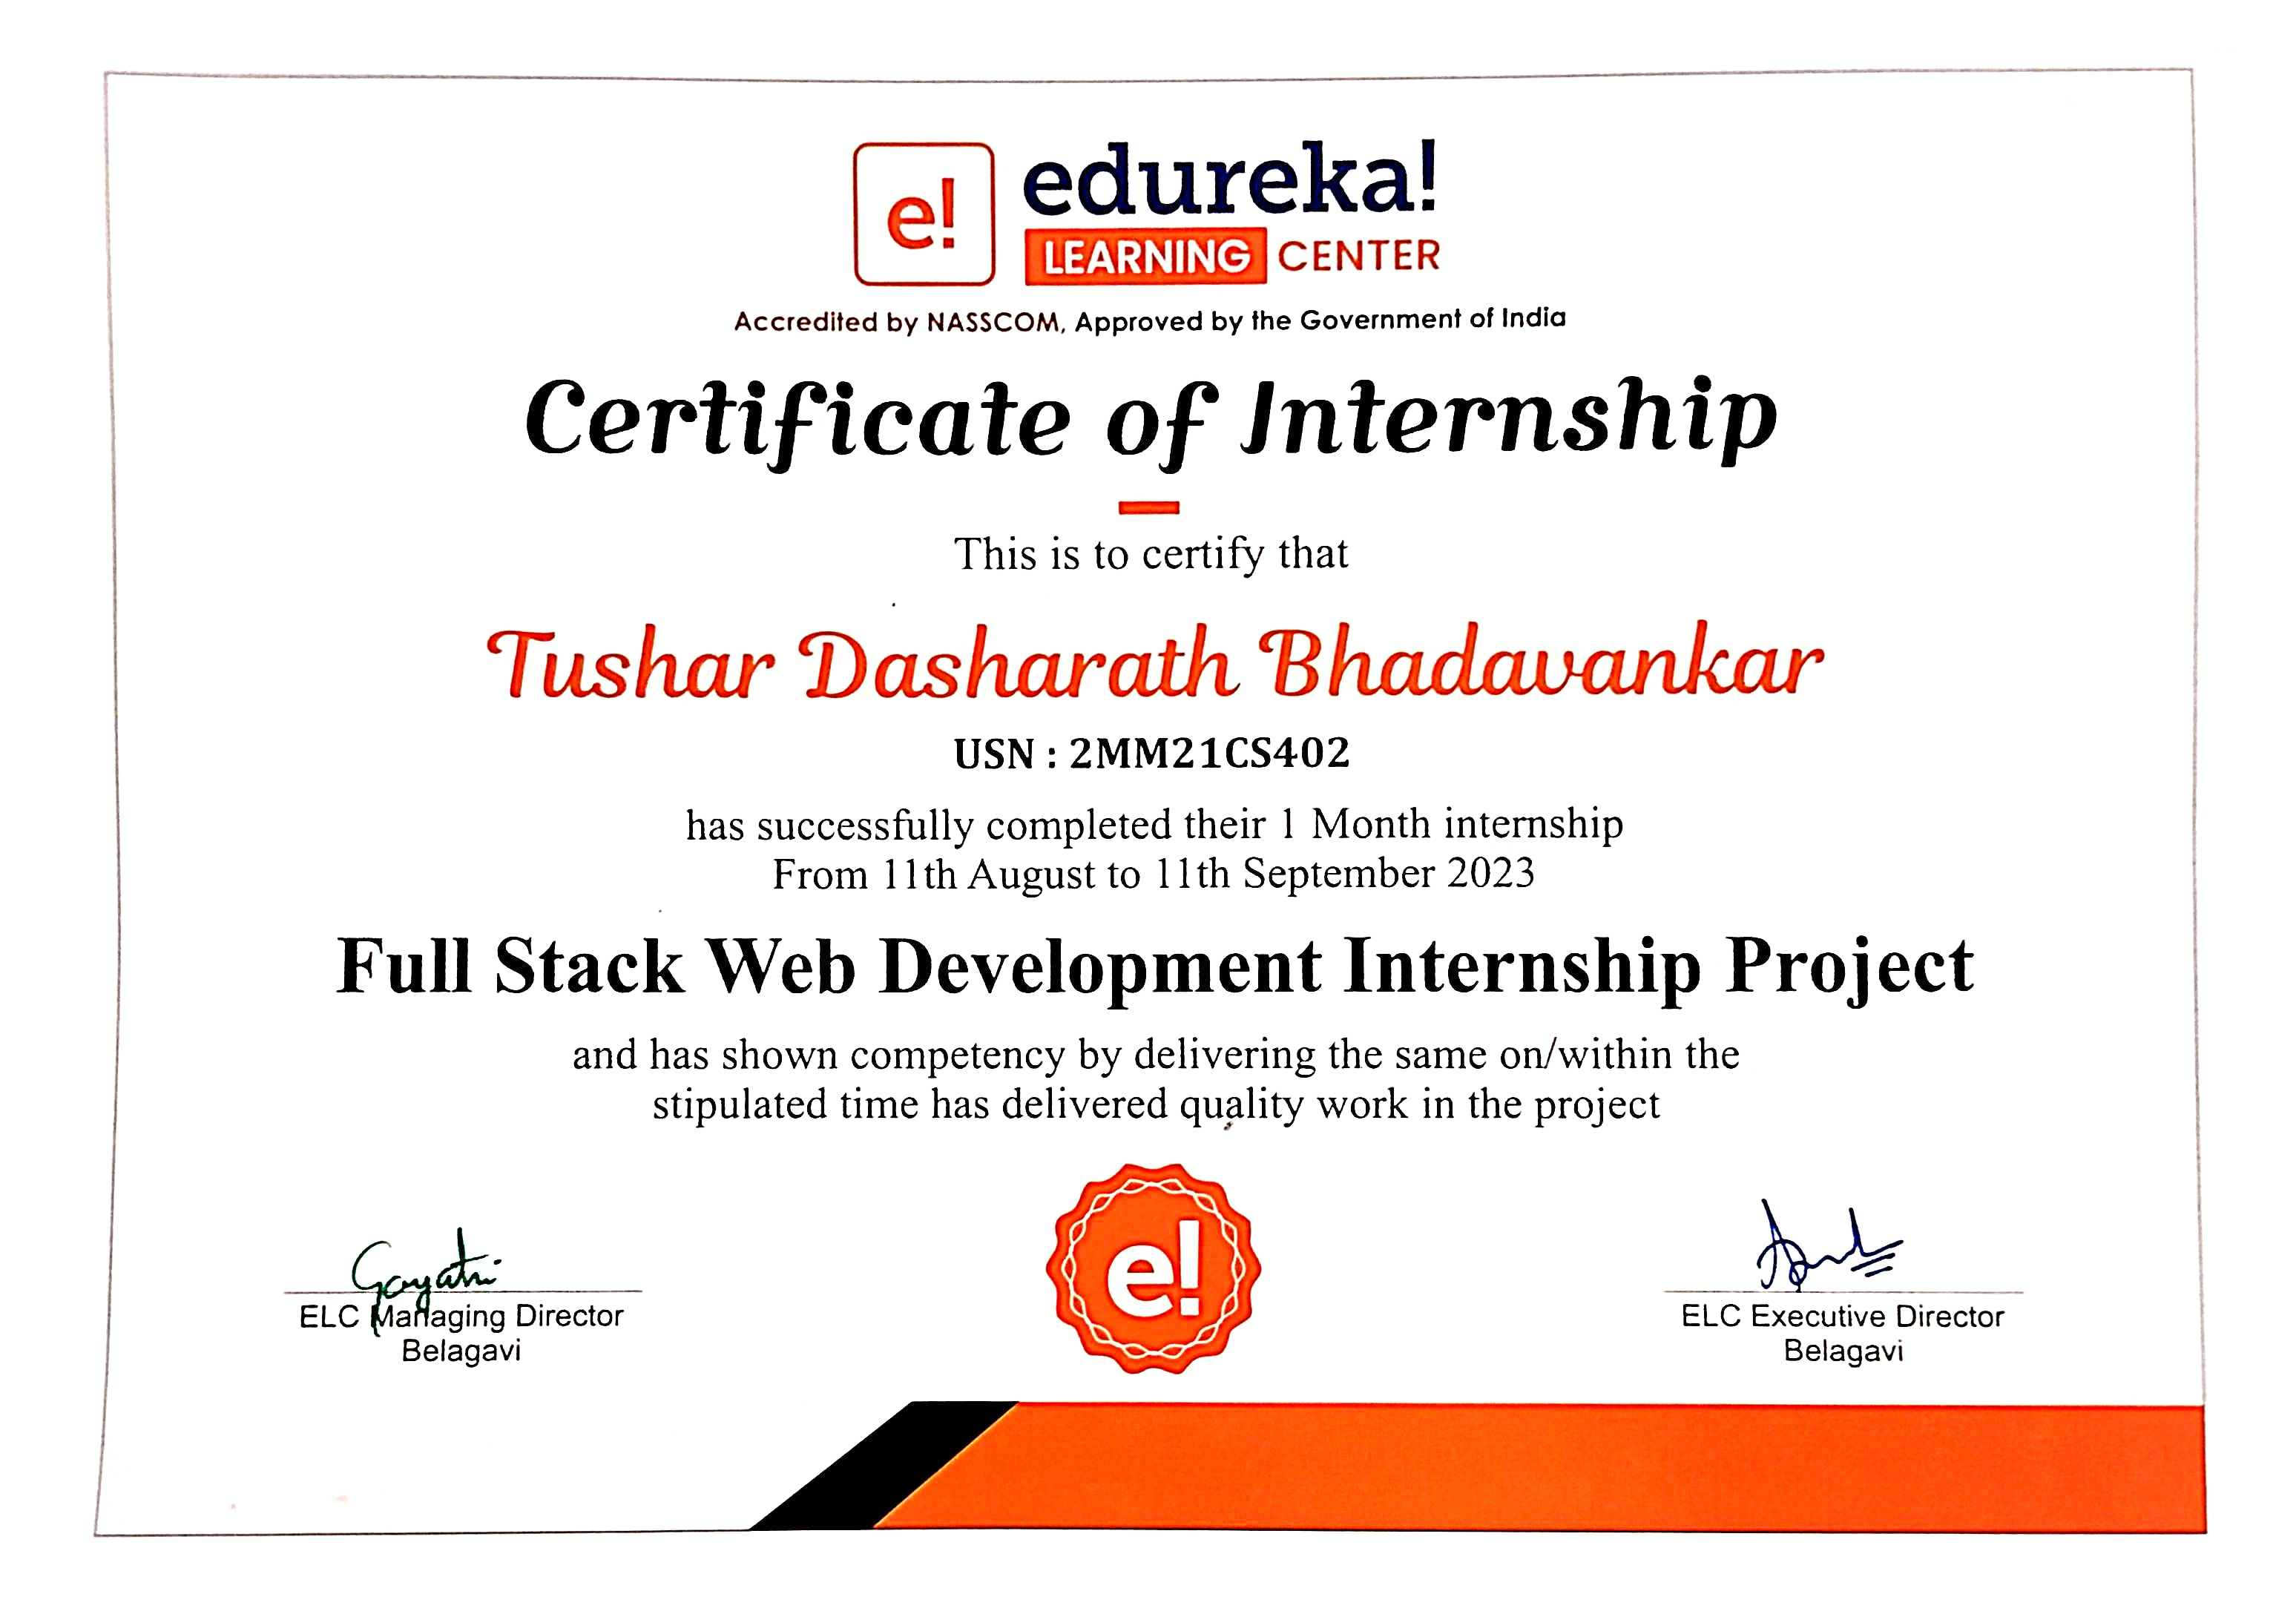 e!
edureka!
LEARNING CENTER
Accredited by NASSCOM, Approved by the Government of India
Certificate of Internship
This is to certify that
Tushar Dasharath Bhadavankar
USN : 2MM21CS402
has successfully completed their 1 Month internship
From 11th August to 11th September 2023
Full Stack Web Development Internship Project
and has shown competency by delivering the same on/within the
stipulated time has delivered quality work in the project
Gayatri
ELC Managing Director
Belagavi
e!
ELC Executive Director
Belagavi